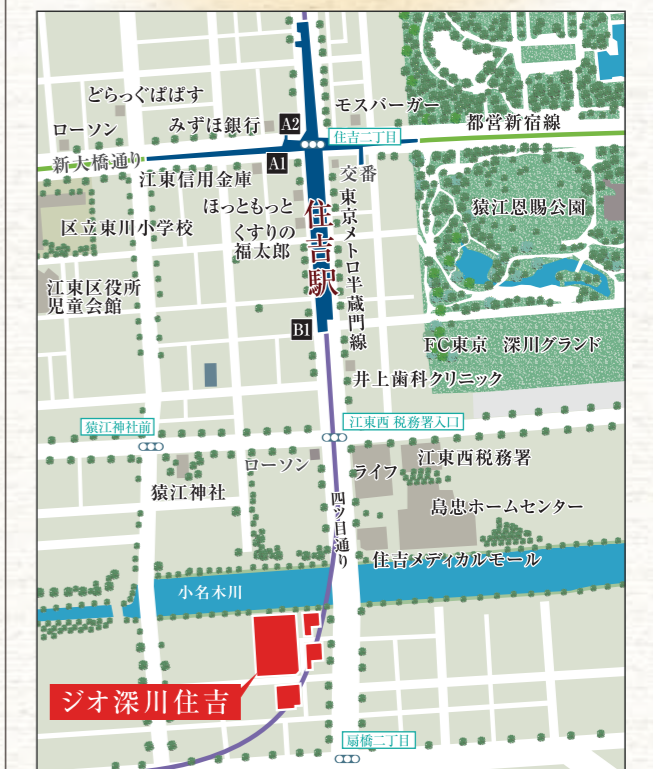 どらっぐぱぱす
モスバーガー
ローソン
みずほ銀行
A2
住吉二丁目
都営新宿線
新大橋通り
A1
江東信用金庫
交番
ほっともっと
くすりの
福太郎
住吉駅
東京メトロ半蔵門線
猿江恩賜公園
区立東川小学校
江東区役所
児童会館
B1
FC東京 深川グランド
井上歯科クリニック
猿江神社前
江東西 税務署入口
ローソン
ライフ
江東西税務署
猿江神社
四ツ目通り
島忠ホームセンター
住吉メディカルモール
小名木川
ジオ深川住吉
扇橋二丁目